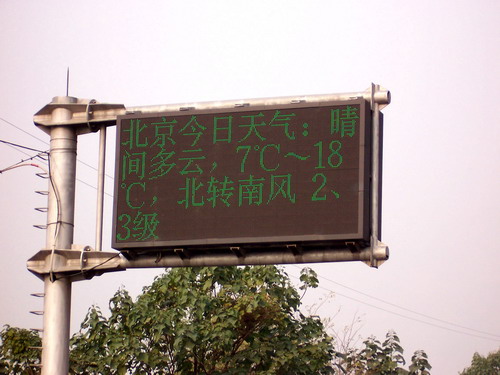 北京今日天气：晴
间多云，7℃～18
℃，北转南风 2、
3级